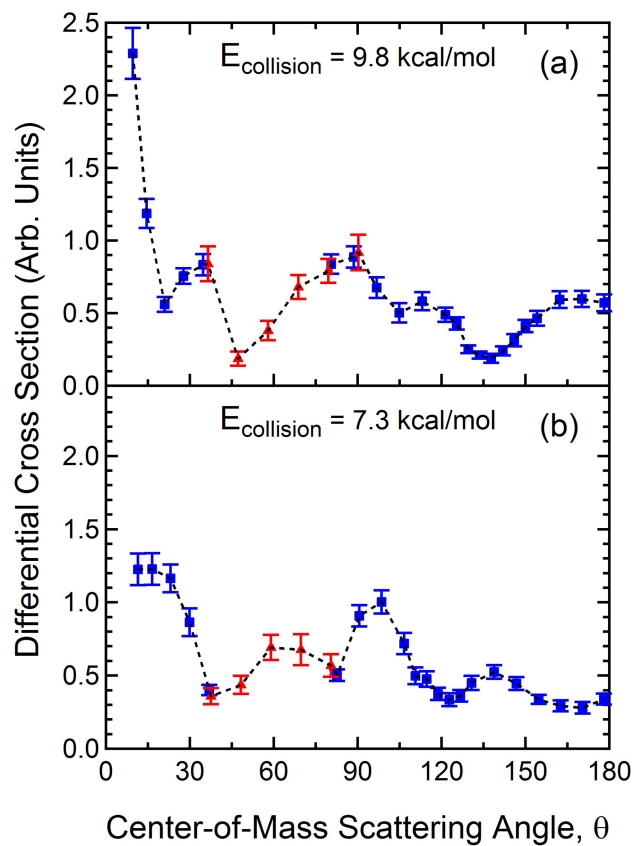 Differential Cross Section (Arb. Units)
2.5
2.0
1.5
1.0
0.5
0.0
E_collision = 9.8 kcal/mol
(a)
2.0
1.5
1.0
0.5
0.0
E_collision = 7.3 kcal/mol
(b)
0 30 60 90 120 150 180
Center-of-Mass Scattering Angle, θ